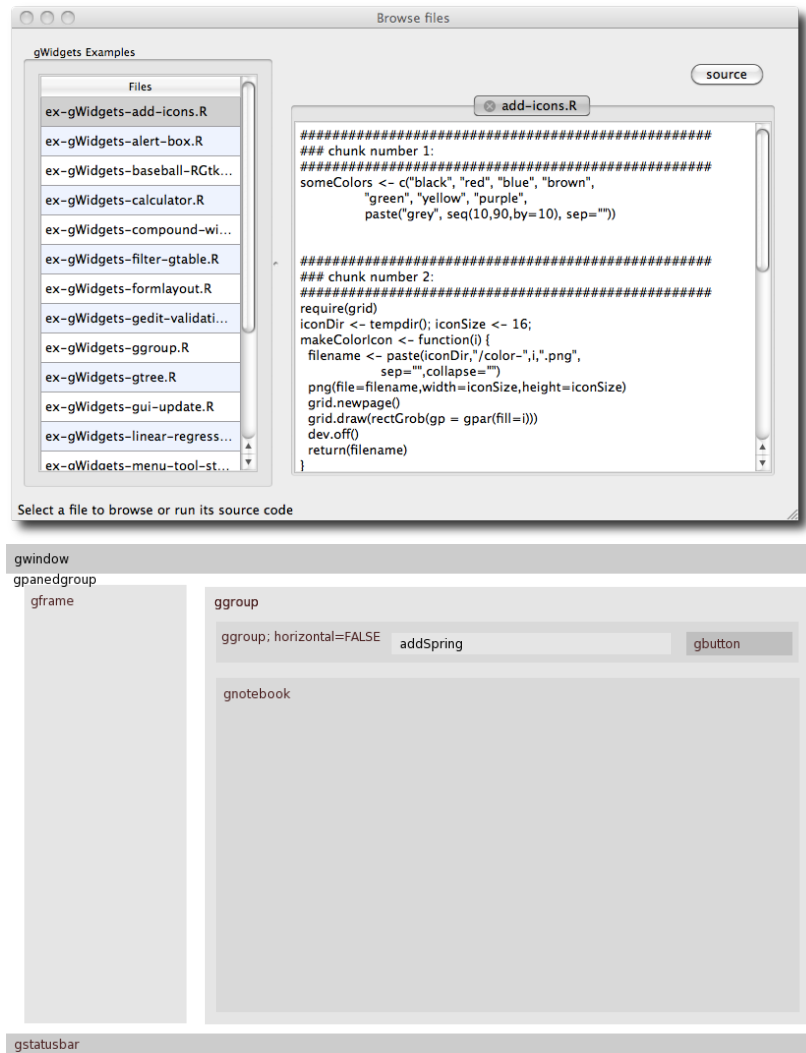 Browse files
gWidgets Examples
Files
ex-gWidgets-add-icons.R
ex-gWidgets-alert-box.R
ex-gWidgets-baseball-RGtk...
ex-gWidgets-calculator.R
ex-gWidgets-compound-wi...
ex-gWidgets-filter-gtable.R
ex-gWidgets-formlayout.R
ex-gWidgets-gedit-validati...
ex-gWidgets-ggroup.R
ex-gWidgets-gtree.R
ex-gWidgets-gui-update.R
ex-gWidgets-linear-regress...
ex-gWidgets-menu-tool-st...
source
add-icons.R
###################################################
### chunk number 1:
###################################################
someColors <- c("black", "red", "blue", "brown",
"green", "yellow", "purple",
paste("grey", seq(10,90,by=10), sep=""))
###################################################
### chunk number 2:
###################################################
require(grid)
iconDir <- tempdir(); iconSize <- 16;
makeColorIcon <- function(i) {
filename <- paste(iconDir,"/color-",i,".png",
sep="",collapse="")
png(file=filename,width=iconSize,height=iconSize)
grid.newpage()
grid.draw(rectGrob(gp = gpar(fill=i)))
dev.off()
return(filename)
}
Select a file to browse or run its source code
gwindow
gpanedgroup
gframe
ggroup
ggroup; horizontal=FALSE
addSpring
gbutton
gnotebook
gstatusbar